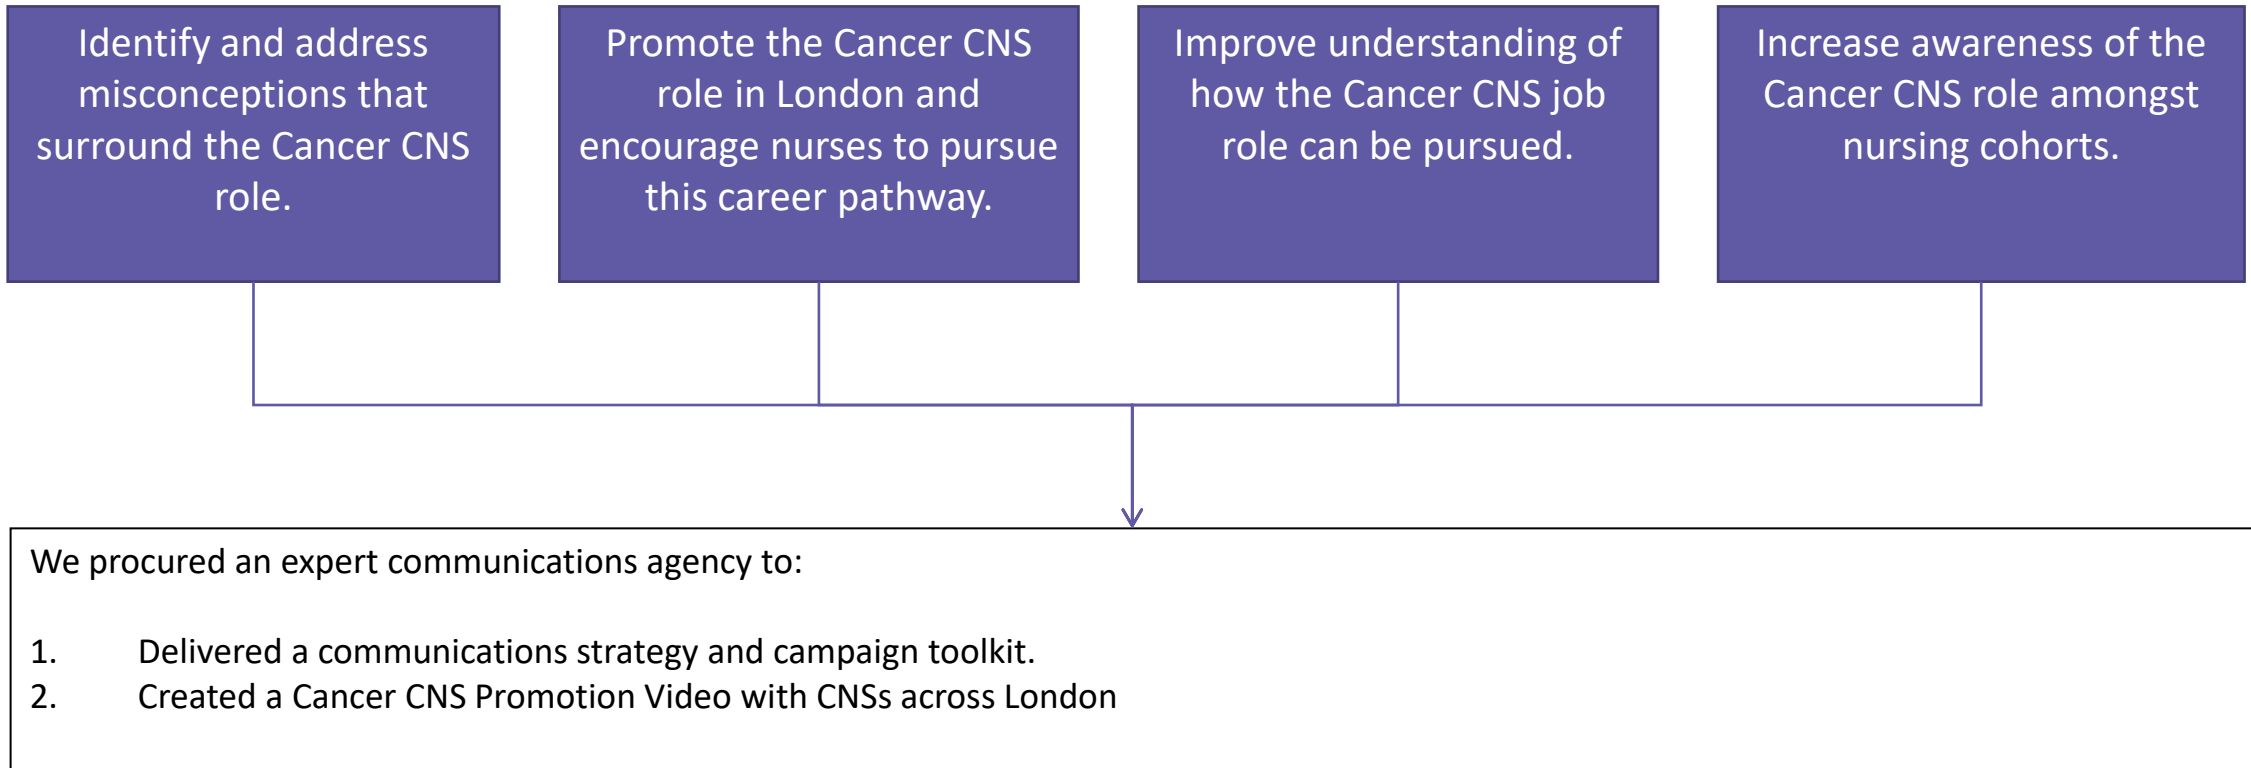 Identify and address
misconceptions that
surround the Cancer CNS
role.
Promote the Cancer CNS
role in London and
encourage nurses to pursue
this career pathway.
Improve understanding of
how the Cancer CNS job
role can be pursued.
Increase awareness of the
Cancer CNS role amongst
nursing cohorts.
We procured an expert communications agency to:
1. Delivered a communications strategy and campaign toolkit.
2. Created a Cancer CNS Promotion Video with CNSs across London